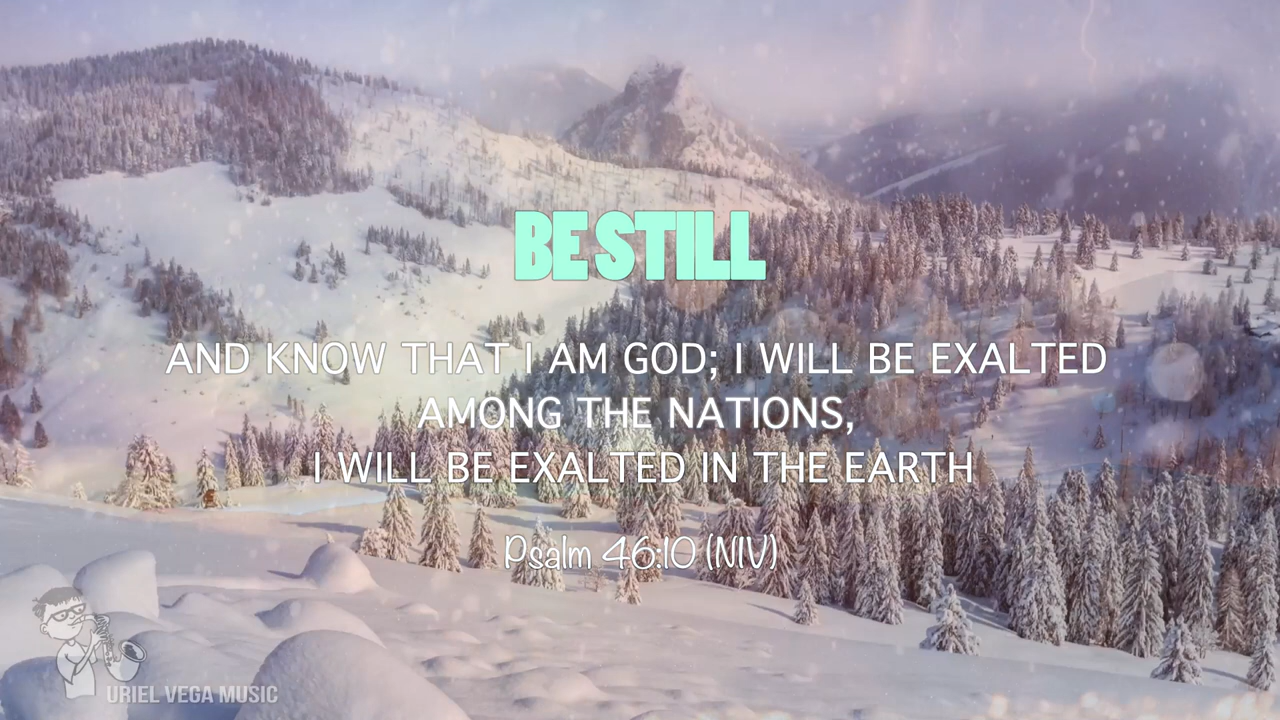 BE STILL
AND KNOW THAT I AM GOD; I WILL BE EXALTED
AMONG THE NATIONS,
I WILL BE EXALTED IN THE EARTH
Psalm 46:10 (NIV)
URIEL VEGA MUSIC